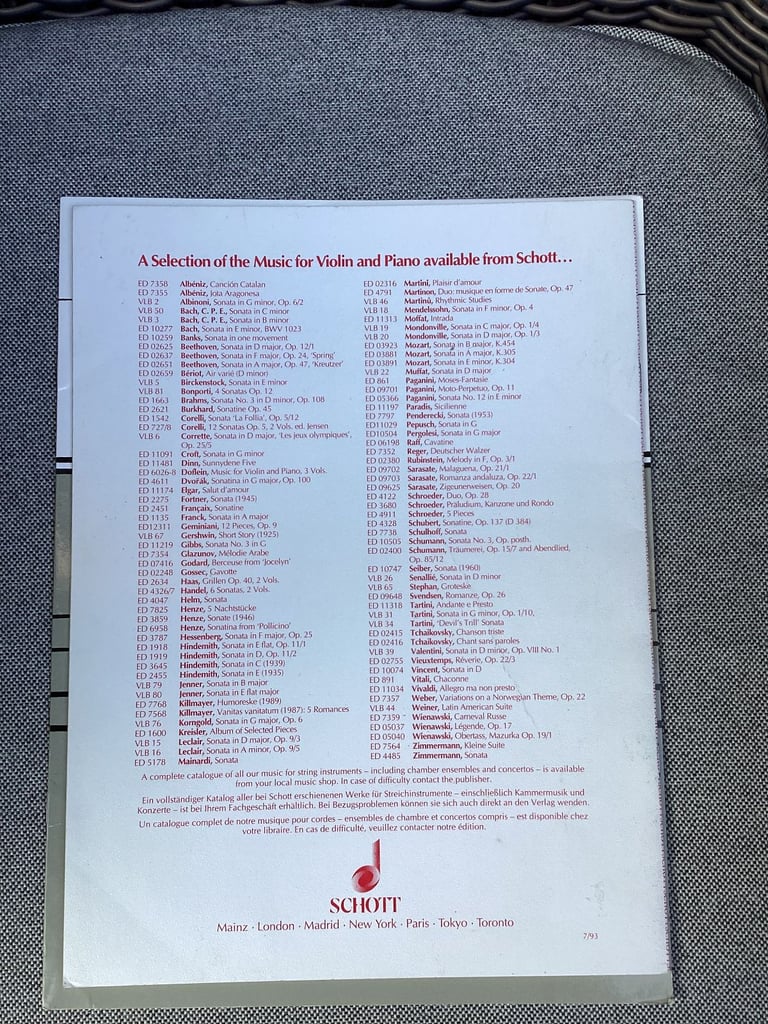 A Selection of the Music for Violin and Piano available from Schott...
ED 7358 Albéniz, Canción Catalan
ED 7355 Albéniz, Jota Aragonesa
VLB 2 Albinoni, Sonata in G minor, Op. 6/2
VLB 50 Bach, C. P. E., Sonata in C minor
VLB 3 Bach, C. P. E., Sonata in B minor
ED 10277 Bach, Sonata in E minor, BWV 1023
ED 10259 Banks, Sonata in one movement
ED 02625 Beethoven, Sonata in D major, Op. 12/1
ED 02637 Beethoven, Sonata in F major, Op. 24, 'Spring'
ED 02651 Beethoven, Sonata in A major, Op. 47, 'Kreutzer'
ED 02659 Bériot, Air varié (D minor)
VLB 5 Birckenstock, Sonata in E minor
VLB 81 Bonporti, 4 Sonatas Op. 12
ED 1663 Brahms, Sonata No. 3 in D minor, Op. 108
ED 2621 Burkhard, Sonatine Op. 45
ED 1542 Corelli, Sonata 'La Follia', Op. 5/12
ED 727/8 Corelli, 12 Sonatas Op. 5, 2 Vols. ed. Jensen
VLB 6 Corrette, Sonata in D major, 'Les jeux olympiques',
Op. 25/5
ED 11091 Croft, Sonata in G minor
ED 11481 Dinn, Sunnydene Five
ED 6026-8 Doflein, Music for Violin and Piano, 3 Vols.
ED 4611 Dvořák, Sonatina in G major, Op. 100
ED 11174 Elgar, Salut d'amour
ED 2275 Fortner, Sonata (1945)
ED 2451 Françaix, Sonatine
ED 1135 Franck, Sonata in A major
ED12311 Geminiani, 12 Pieces, Op. 9
VLB 67 Gershwin, Short Story (1925)
ED 11219 Gibbs, Sonata No. 3 in G
ED 7354 Glazunov, Mélodie Arabe
ED 07416 Godard, Berceuse from 'Jocelyn'
ED 02248 Gossec, Gavotte
ED 2634 Haas, Grillen Op. 40, 2 Vols.
ED 4326/7 Handel, 6 Sonatas, 2 Vols.
ED 4047 Helm, Sonata
ED 7825 Henze, 5 Nachtstücke
ED 3859 Henze, Sonate (1946)
ED 6958 Henze, Sonatina from 'Pollicino'
ED 3787 Hessenberg, Sonata in F major, Op. 25
ED 1918 Hindemith, Sonata in E flat, Op. 11/1
ED 1919 Hindemith, Sonata in D, Op. 11/2
ED 3645 Hindemith, Sonata in C (1939)
ED 2455 Hindemith, Sonata in E (1935)
VLB 79 Jenner, Sonata in B major
VLB 80 Jenner, Sonata in E flat major
ED 7768 Killmayer, Humoreske (1989)
ED 7568 Killmayer, Vanitas vanitatum (1987): 5 Romances
VLB 76 Korngold, Sonata in G major, Op. 6
ED 1600 Kreisler, Album of Selected Pieces
VLB 15 Leclair, Sonata in D major, Op. 9/3
VLB 16 Leclair, Sonata in A minor, Op. 9/5
ED 5178 Mainardi, Sonata
ED 02316 Martini, Plaisir d'amour
ED 4791 Martinon, Duo: musique en forme de Sonate, Op. 47
VLB 46 Martinů, Rhythmic Studies
VLB 18 Mendelssohn, Sonata in F minor, Op. 4
ED 11313 Moffat, Intrada
VLB 19 Mondonville, Sonata in C major, Op. 1/4
VLB 20 Mondonville, Sonata in D major, Op. 1/3
ED 03923 Mozart, Sonata in B major, K.454
ED 03881 Mozart, Sonata in A major, K.305
ED 03891 Mozart, Sonata in E minor, K.304
VLB 22 Muffat, Sonata in D major
ED 861 Paganini, Moses-Fantasie
ED 09701 Paganini, Moto-Perpetuo, Op. 11
ED 05366 Paganini, Sonata No. 12 in E minor
ED 11197 Paradis, Sicilienne
ED 7797 Penderecki, Sonata (1953)
ED11029 Pepusch, Sonata in G
ED10504 Pergolesi, Sonata in G major
ED 06198 Raff, Cavatine
ED 7352 Reger, Deutscher Walzer
ED 02380 Rubinstein, Melody in F, Op. 3/1
ED 09702 Sarasate, Malaguena, Op. 21/1
ED 09703 Sarasate, Romanza andaluza, Op. 22/1
ED 09625 Sarasate, Zigeunerweisen, Op. 20
ED 4122 Schroeder, Duo, Op. 28
ED 3680 Schroeder, Präludium, Kanzone und Rondo
ED 4911 Schroeder, 5 Pieces
ED 4328 Schubert, Sonatine, Op. 137 (D 384)
ED 7738 Schulhoff, Sonata
ED 10505 Schumann, Sonata No. 3, Op. posth.
ED 02400 Schumann, Träumerei, Op. 15/7 and Abendlied,
Op. 85/12
ED 10747 Seiber, Sonata (1960)
VLB 26 Senallié, Sonata in D minor
VLB 65 Stephan, Groteske
ED 09648 Svendsen, Romanze, Op. 26
ED 11318 Tartini, Andante e Presto
VLB 31 Tartini, Sonata in G minor, Op. 1/10,
VLB 34 Tartini, 'Devil's Trill' Sonata
ED 02415 Tchaikovsky, Chanson triste
ED 02416 Tchaikovsky, Chant sans paroles
VLB 39 Valentini, Sonata in D minor, Op. VIII No. 1
ED 02755 Vieuxtemps, Rêverie, Op. 22/3
ED 10074 Vincent, Sonata in D
ED 891 Vitali, Chaconne
ED 11034 Vivaldi, Allegro ma non presto
ED 7357 Weber, Variations on a Norwegian Theme, Op. 22
VLB 44 Weiner, Latin American Suite
ED 7359 Wienawski, Carneval Russe
ED 05037 Wienawski, Légende, Op. 17
ED 05040 Wienawski, Obertass, Mazurka Op. 19/1
ED 7564 Zimmermann, Kleine Suite
ED 4485 Zimmermann, Sonata
A complete catalogue of all our music for string instruments – including chamber ensembles and concertos – is available
from your local music shop. In case of difficulty contact the publisher.
Ein vollständiger Katalog aller bei Schott erschienenen Werke für Streichinstrumente – einschließlich Kammermusik und
Konzerte – ist bei Ihrem Fachgeschäft erhältlich. Bei Bezugsproblemen können sie sich auch direkt an den Verlag wenden.
Un catalogue complet de notre musique pour cordes – ensembles de chambre et concertos compris – est disponible chez
votre libraire. En cas de difficulté, veuillez contacter notre édition.
SCHOTT
Mainz · London · Madrid · New York · Paris · Tokyo · Toronto
7/93